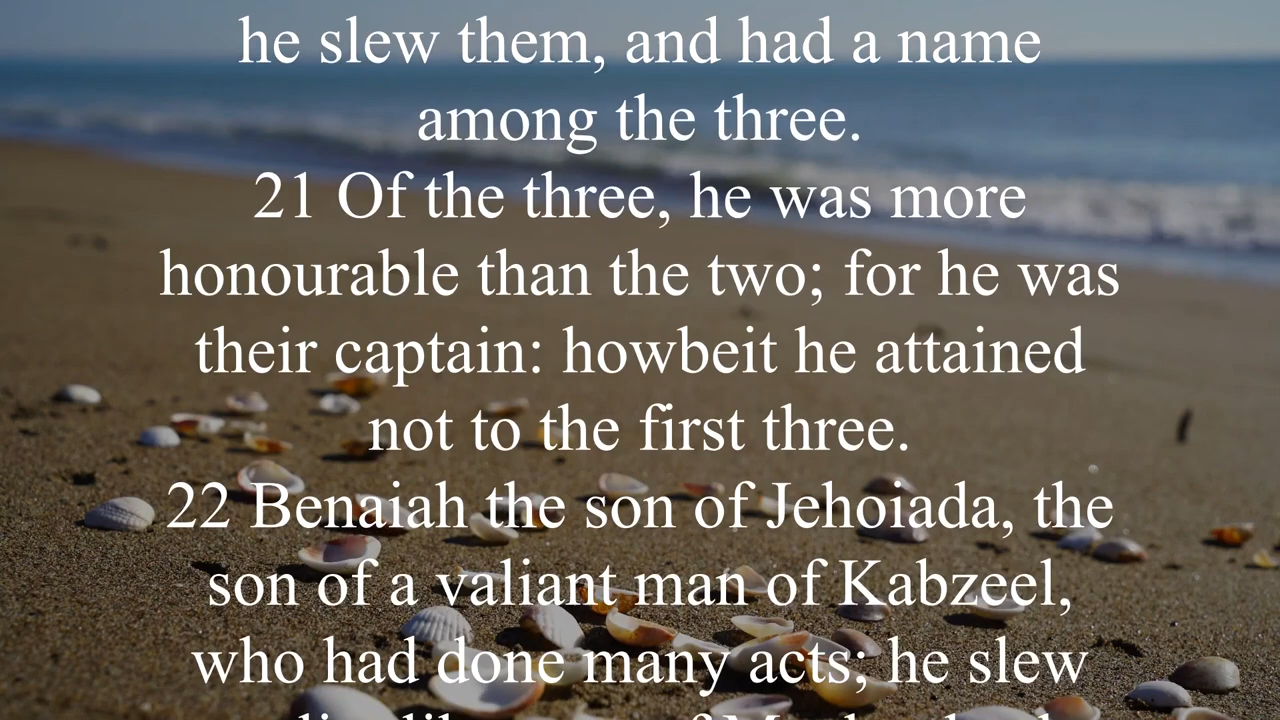 he slew them, and had a name
among the three.
21 Of the three, he was more
honourable than the two; for he was
their captain: howbeit he attained
not to the first three.
22 Benaiah the son of Jehoiada, the
son of a valiant man of Kabzeel,
who had done many acts; he slew